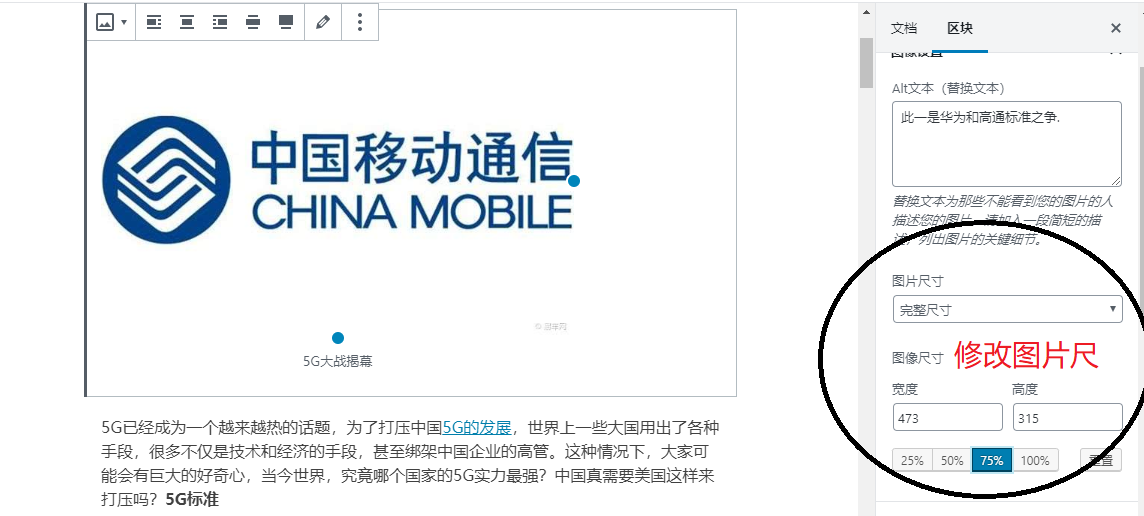 中国移动通信
CHINA MOBILE
5G大战揭幕
5G已经成为一个越来越热的话题，为了打压中国5G的发展，世界上一些大国用出了各种
手段，很多不仅是技术和经济的手段，甚至绑架中国企业的高管。这种情况下，大家可
能会有巨大的好奇心，当今世界，究竟哪个国家的5G实力最强？中国真需要美国这样来
打压吗？5G标准
文档 区块
图像设置
Alt文本（替换文本）
此一是华为和高通标准之争.
替换文本为那些不能看到您的图片的人
描述您的图片。请加入一段简短的描
述，列出图片的关键细节。
图片尺寸
完整尺寸
图像尺寸 修改图片尺
宽度 高度
473 315
25% 50% 75% 100% 重置